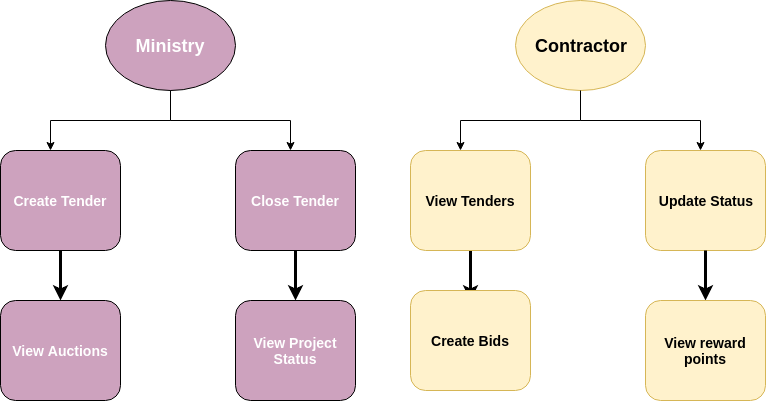 Ministry
Contractor
Create Tender
Close Tender
View Tenders
Update Status
View Auctions
View Project
Status
Create Bids
View reward
points